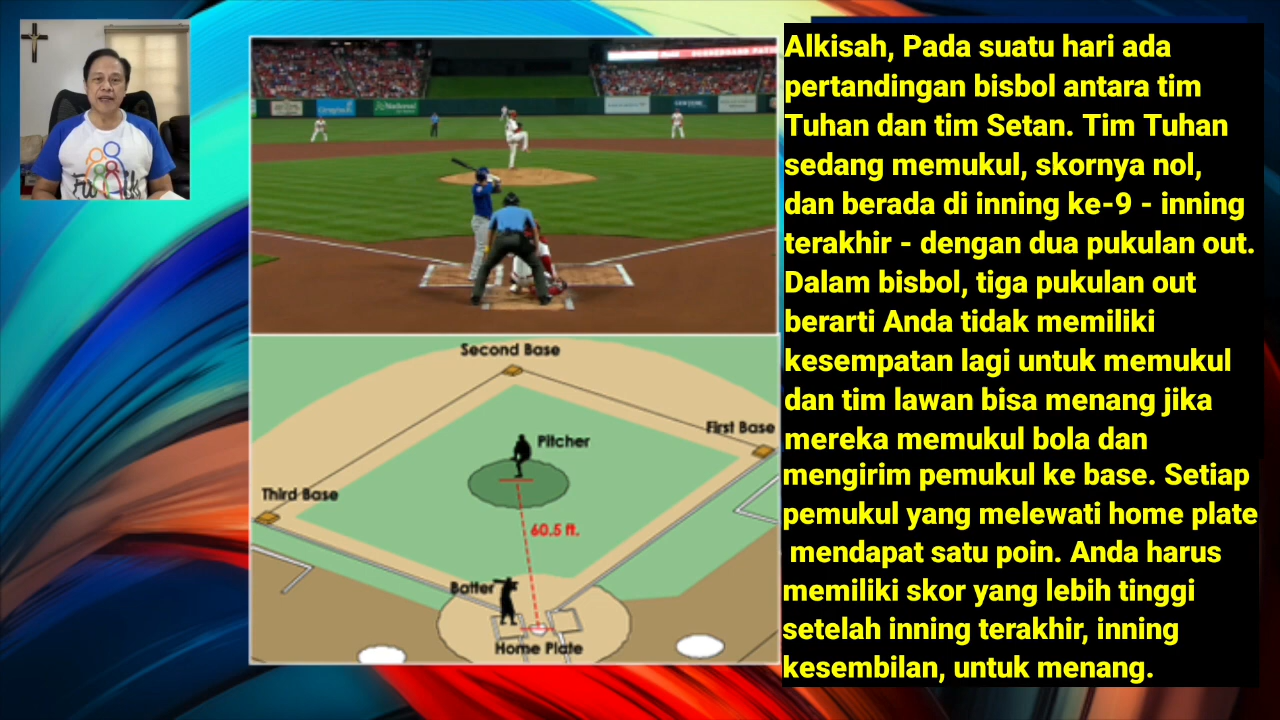 Alkisah, Pada suatu hari ada
pertandingan bisbol antara tim
Tuhan dan tim Setan. Tim Tuhan
sedang memukul, skornya nol,
dan berada di inning ke-9 - inning
terakhir - dengan dua pukulan out.
Dalam bisbol, tiga pukulan out
berarti Anda tidak memiliki
kesempatan lagi untuk memukul
dan tim lawan bisa menang jika
mereka memukul bola dan
mengirim pemukul ke base. Setiap
pemukul yang melewati home plate
mendapat satu poin. Anda harus
memiliki skor yang lebih tinggi
setelah inning terakhir, inning
kesembilan, untuk menang.
National
Second Base
First Base
Pitcher
Third Base
60.5 ft.
Batter
Home Plate